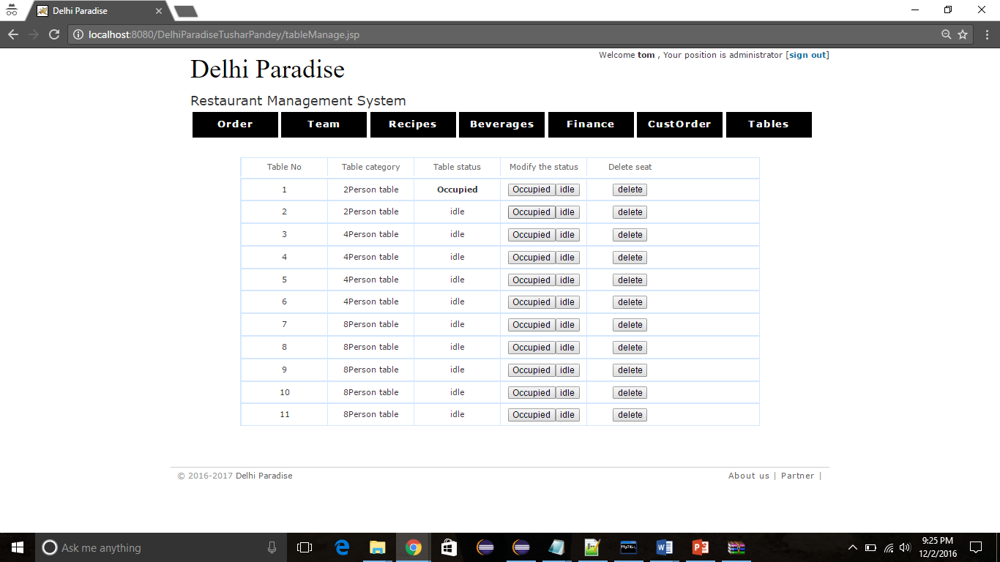 Delhi Paradise
localhost:8080/DelhiParadiseTusharPandey/tableManage.jsp
Welcome tom , Your position is administrator [sign out]
Delhi Paradise
Restaurant Management System
Order Team Recipes Beverages Finance CustOrder Tables
Table No Table category Table status Modify the status Delete seat
1 2Person table Occupied Occupied idle delete
2 2Person table idle Occupied idle delete
3 4Person table idle Occupied idle delete
4 4Person table idle Occupied idle delete
5 4Person table idle Occupied idle delete
6 4Person table idle Occupied idle delete
7 8Person table idle Occupied idle delete
8 8Person table idle Occupied idle delete
9 8Person table idle Occupied idle delete
10 8Person table idle Occupied idle delete
11 8Person table idle Occupied idle delete
© 2016-2017 Delhi Paradise About us | Partner |
Ask me anything
9:25 PM
12/2/2016